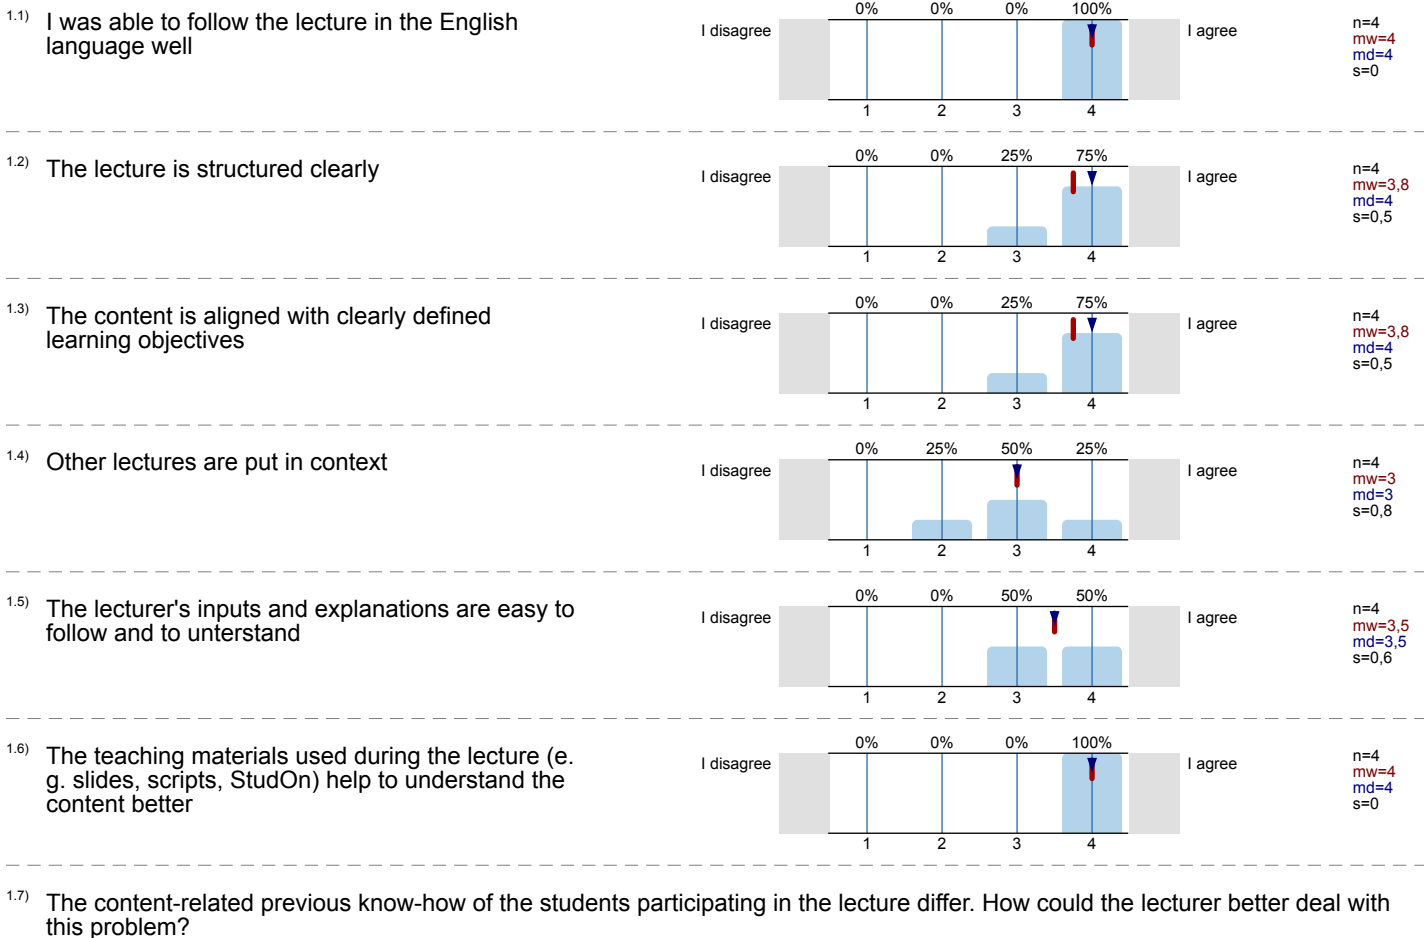 1.1) I was able to follow the lecture in the English
language well
0% 0% 0% 100%
I disagree
I agree
1 2 3 4
n=4
mw=4
md=4
s=0
1.2) The lecture is structured clearly
0% 0% 25% 75%
I disagree
I agree
1 2 3 4
n=4
mw=3,8
md=4
s=0,5
1.3) The content is aligned with clearly defined
learning objectives
0% 0% 25% 75%
I disagree
I agree
1 2 3 4
n=4
mw=3,8
md=4
s=0,5
1.4) Other lectures are put in context
0% 25% 50% 25%
I disagree
I agree
1 2 3 4
n=4
mw=3
md=3
s=0,8
1.5) The lecturer's inputs and explanations are easy to
follow and to unterstand
0% 0% 50% 50%
I disagree
I agree
1 2 3 4
n=4
mw=3,5
md=3,5
s=0,6
1.6) The teaching materials used during the lecture (e.
g. slides, scripts, StudOn) help to understand the
content better
0% 0% 0% 100%
I disagree
I agree
1 2 3 4
n=4
mw=4
md=4
s=0
1.7) The content-related previous know-how of the students participating in the lecture differ. How could the lecturer better deal with
this problem?